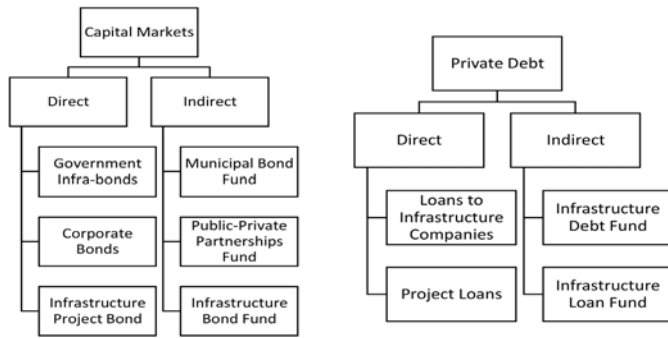 Capital Markets
Direct
Indirect
Government
Infra-bonds
Municipal Bond
Fund
Corporate
Bonds
Public-Private
Partnerships
Fund
Infrastructure
Project Bond
Infrastructure
Bond Fund
Private Debt
Direct
Indirect
Loans to
Infrastructure
Companies
Infrastructure
Debt Fund
Project Loans
Infrastructure
Loan Fund